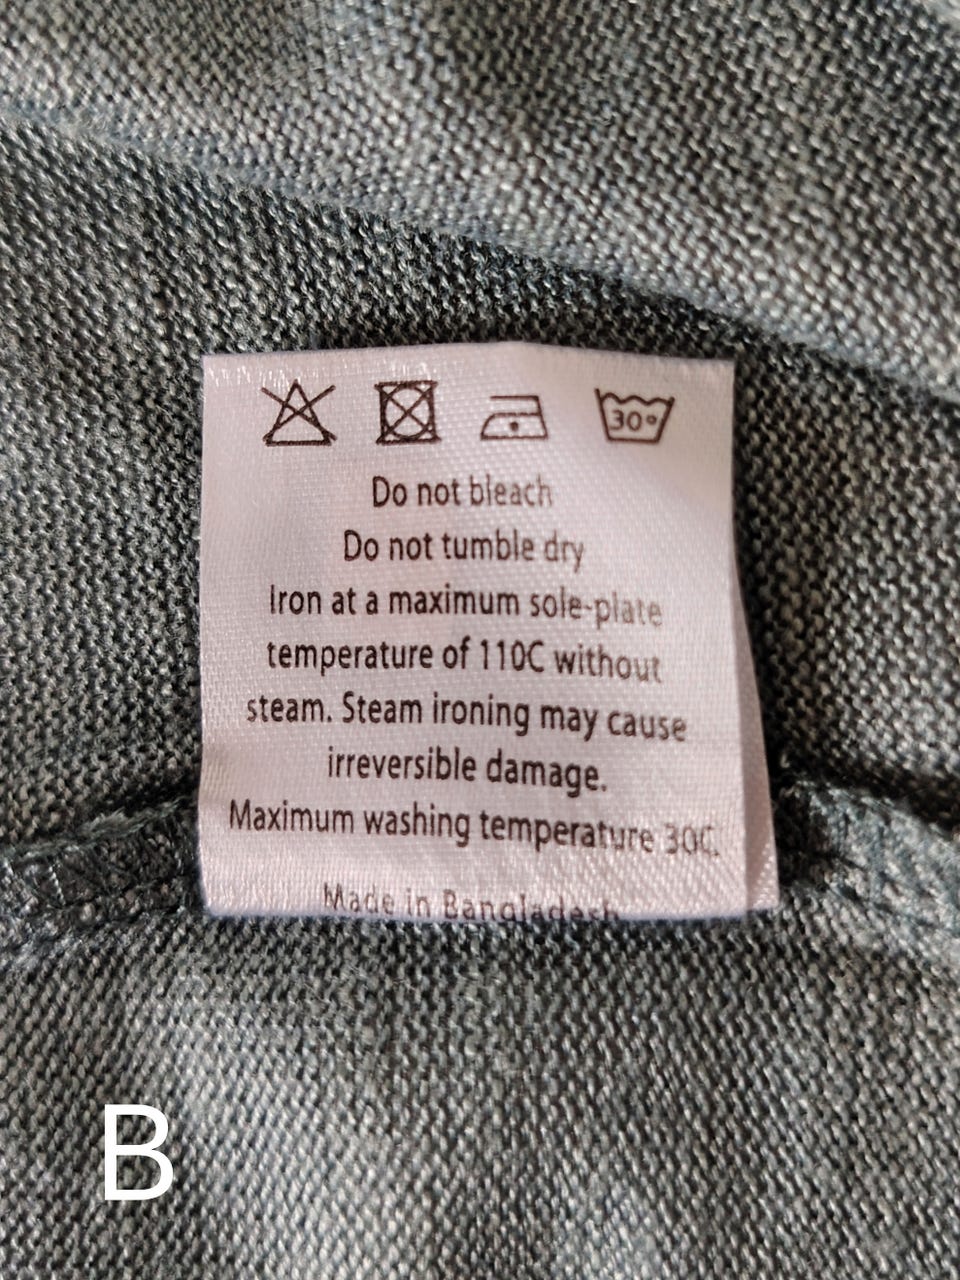 30°
Do not bleach
Do not tumble dry
Iron at a maximum sole-plate
temperature of 110C without
steam. Steam ironing may cause
irreversible damage.
Maximum washing temperature 30C.
Made in Bangladesh
B